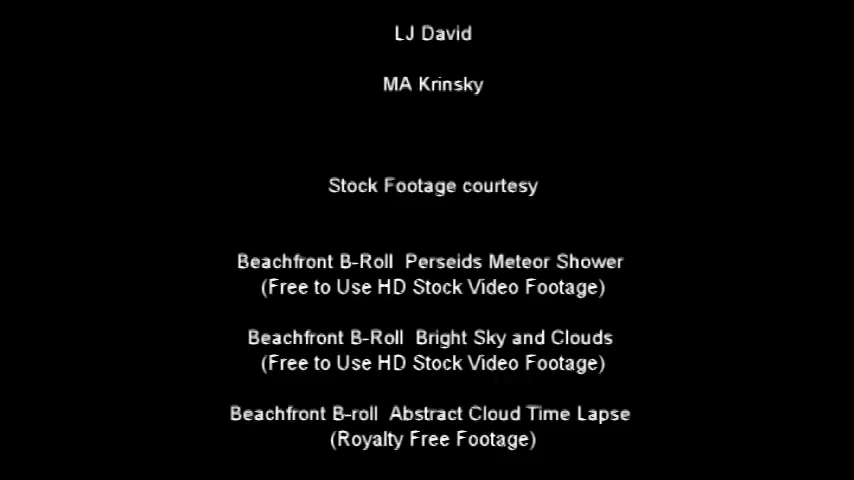 LJ David
MA Krinsky
Stock Footage courtesy
Beachfront B-Roll  Perseids Meteor Shower
(Free to Use HD Stock Video Footage)
Beachfront B-Roll  Bright Sky and Clouds
(Free to Use HD Stock Video Footage)
Beachfront B-roll  Abstract Cloud Time Lapse
(Royalty Free Footage)